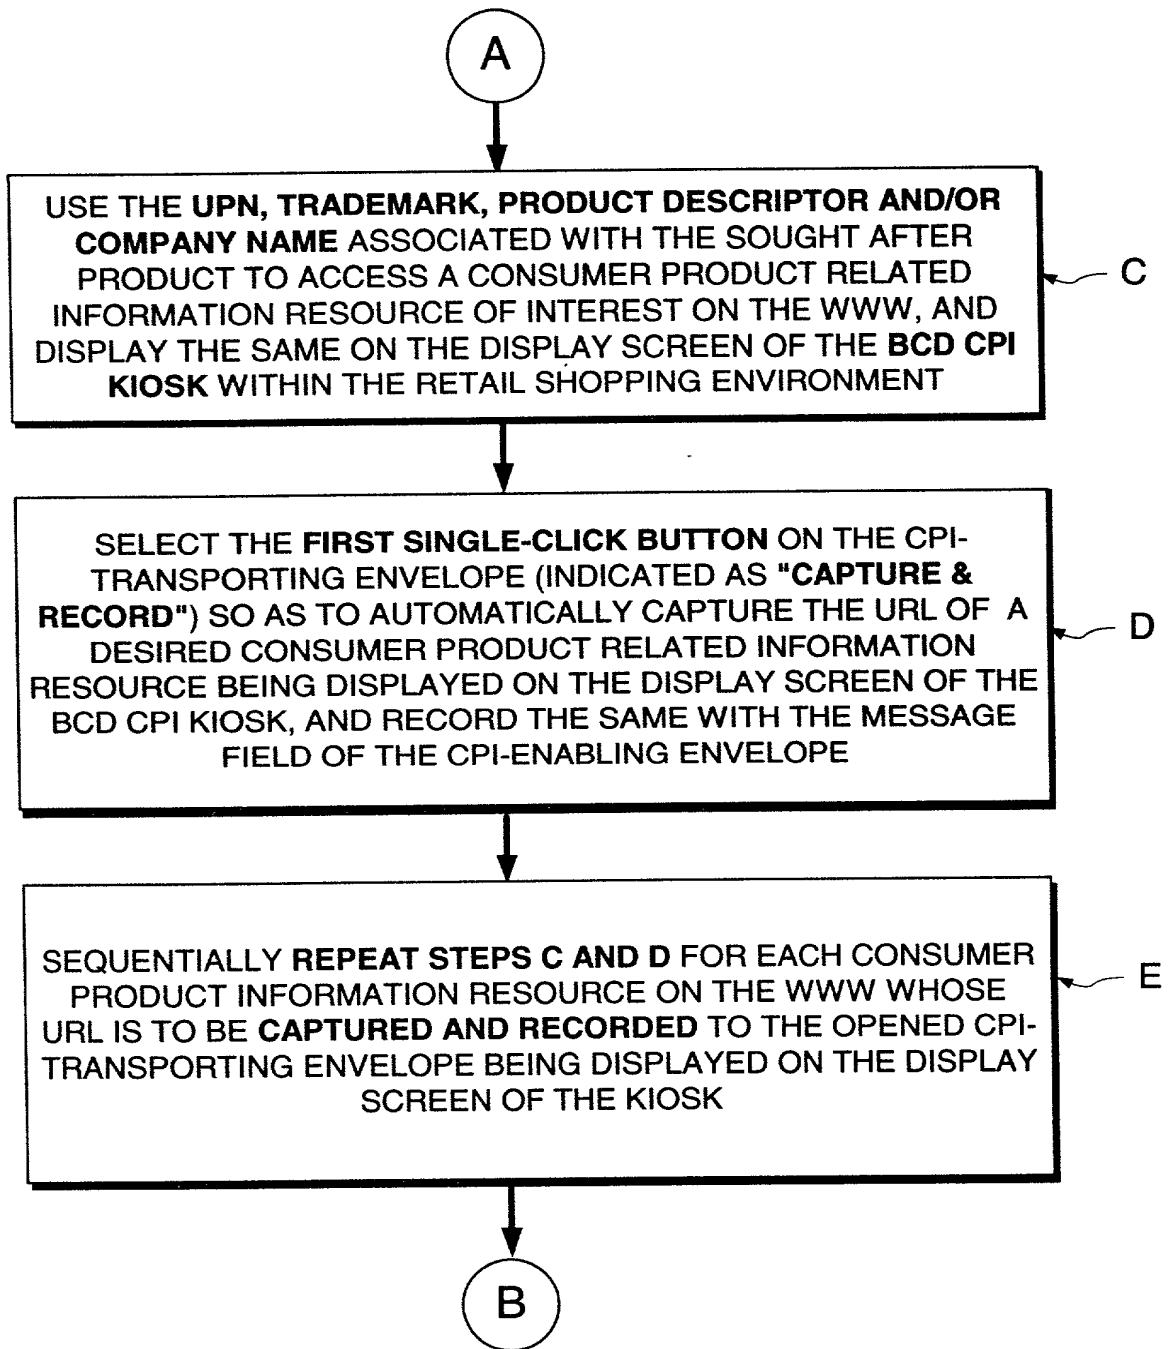 A
USE THE UPN, TRADEMARK, PRODUCT DESCRIPTOR AND/OR
COMPANY NAME ASSOCIATED WITH THE SOUGHT AFTER
PRODUCT TO ACCESS A CONSUMER PRODUCT RELATED
INFORMATION RESOURCE OF INTEREST ON THE WWW, AND
DISPLAY THE SAME ON THE DISPLAY SCREEN OF THE BCD CPI
KIOSK WITHIN THE RETAIL SHOPPING ENVIRONMENT
C
SELECT THE FIRST SINGLE-CLICK BUTTON ON THE CPI-
TRANSPORTING ENVELOPE (INDICATED AS "CAPTURE &
RECORD") SO AS TO AUTOMATICALLY CAPTURE THE URL OF A
DESIRED CONSUMER PRODUCT RELATED INFORMATION
RESOURCE BEING DISPLAYED ON THE DISPLAY SCREEN OF THE
BCD CPI KIOSK, AND RECORD THE SAME WITH THE MESSAGE
FIELD OF THE CPI-ENABLING ENVELOPE
D
SEQUENTIALLY REPEAT STEPS C AND D FOR EACH CONSUMER
PRODUCT INFORMATION RESOURCE ON THE WWW WHOSE
URL IS TO BE CAPTURED AND RECORDED TO THE OPENED CPI-
TRANSPORTING ENVELOPE BEING DISPLAYED ON THE DISPLAY
SCREEN OF THE KIOSK
E
B